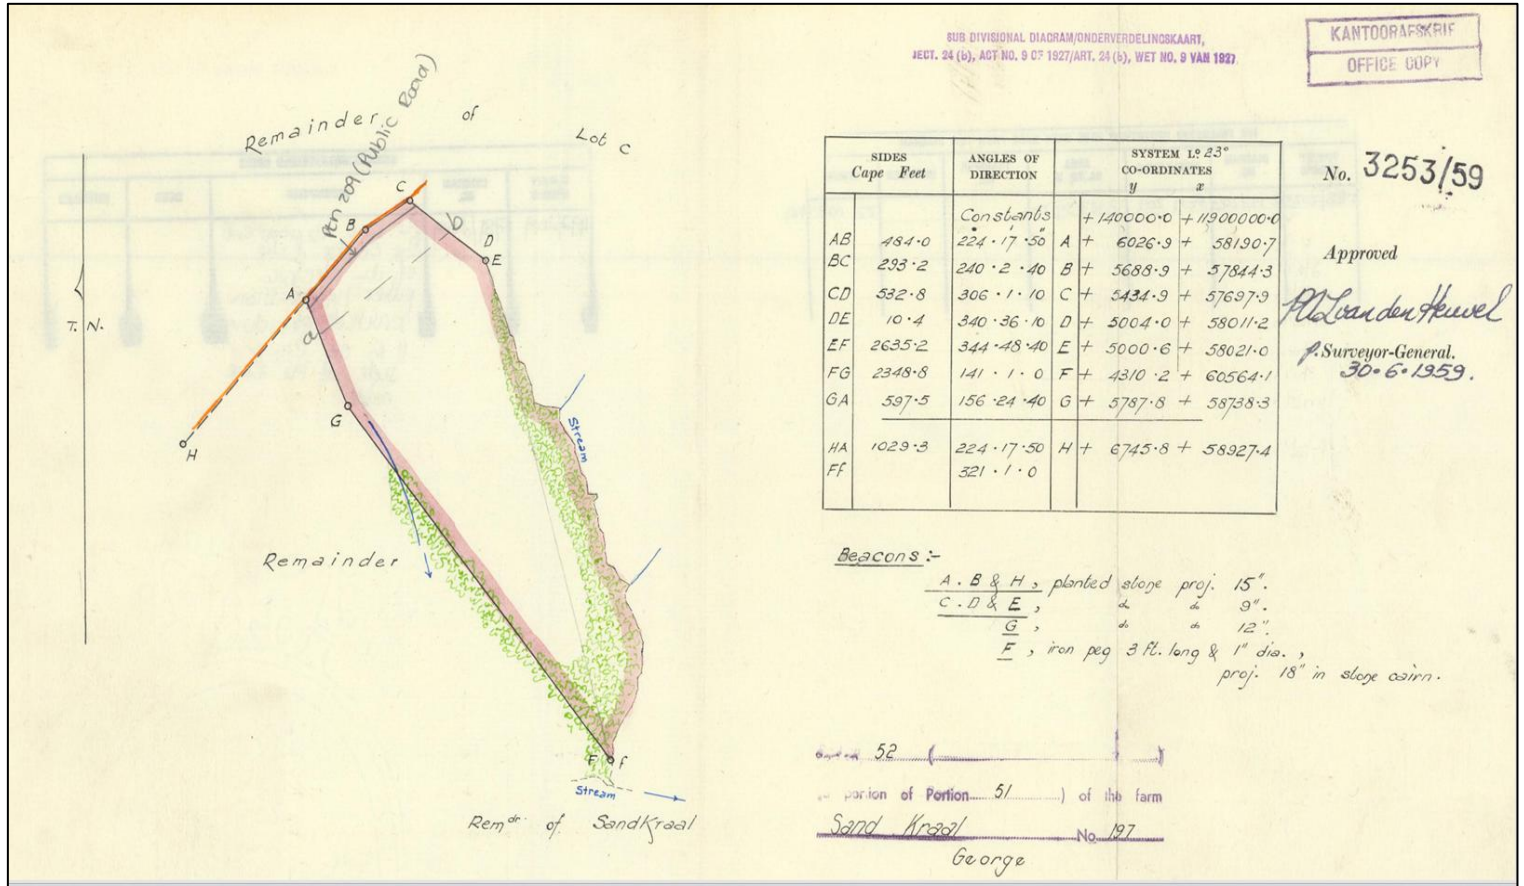 SUB DIVISIONAL DIAGRAM/ONDERVERDELINGSKAART,
SECT. 24 (b), ACT NO. 9 OF 1927/ART. 24 (b), WET NO. 9 VAN 1927
KANTOORAFSKRIF
OFFICE COPY
No. 3253/59
Approved
p. Surveyor-General.
30·6·1959.
Remainder of Lot C
Ptn 209 (Public Road)
A
B
C
D
E
G
H
F
f
a
b
T. N.
Stream
Remainder
Stream
Remdr. of SandKraal
SIDES Cape Feet ANGLES OF DIRECTION SYSTEM Lo. 23° CO-ORDINATES y x
Constants + 140000·0 + 11900000·0
AB 484·0 224·17·50 A + 6026·9 + 58190·7
BC 293·2 240·2·40 B + 5688·9 + 57844·3
CD 532·8 306·1·10 C + 5434·9 + 57697·9
DE 10·4 340·36·10 D + 5004·0 + 58011·2
EF 2635·2 344·48·40 E + 5000·6 + 58021·0
FG 2348·8 141·1·0 F + 4310·2 + 60564·1
GA 597·5 156·24·40 G + 5787·8 + 58738·3
HA 1029·3 224·17·50 H + 6745·8 + 58927·4
Ff 321·1·0
Beacons:-
A. B & H, planted stone proj. 15".
C. D & E, do do 9".
G, do do 12".
F, iron peg 3 ft. long & 1" dia.,
proj. 18" in stone cairn.
52 (
portion of Portion 51 ) of the farm
Sand Kraal No 197
George